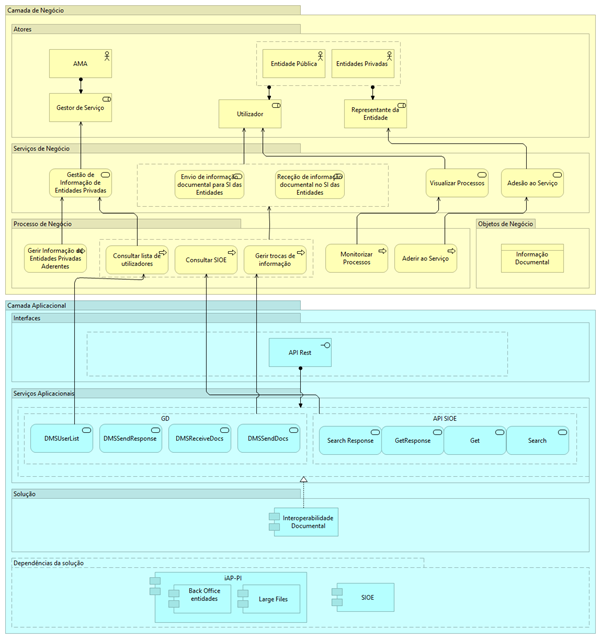 Camada de Negócio
Atores
AMA
Entidade Pública
Entidades Privadas
Gestor de Serviço
Utilizador
Representante da
Entidade
Serviços de Negócio
Gestão de
Informação de
Entidades Privadas
Envio de informação
documental para SI das
Entidades
Receção de informação
documental no SI das
Entidades
Visualizar Processos
Adesão ao Serviço
Processo de Negócio
Objetos de Negócio
Gerir Informação de
Entidades Privadas
Aderentes
Consultar lista de
utilizadores
Consultar SIOE
Gerir trocas de
informação
Monitorizar
Processos
Aderir ao Serviço
Informação
Documental
Camada Aplicacional
Interfaces
API Rest
Serviços Aplicacionais
GD
API SIOE
DMSUserList
DMSSendResponse
DMSReceiveDocs
DMSSendDocs
Search Response
GetResponse
Get
Search
Solução
Interoperabilidade
Documental
Dependências da solução
iAP-PI
Back Office
entidades
Large Files
SIOE